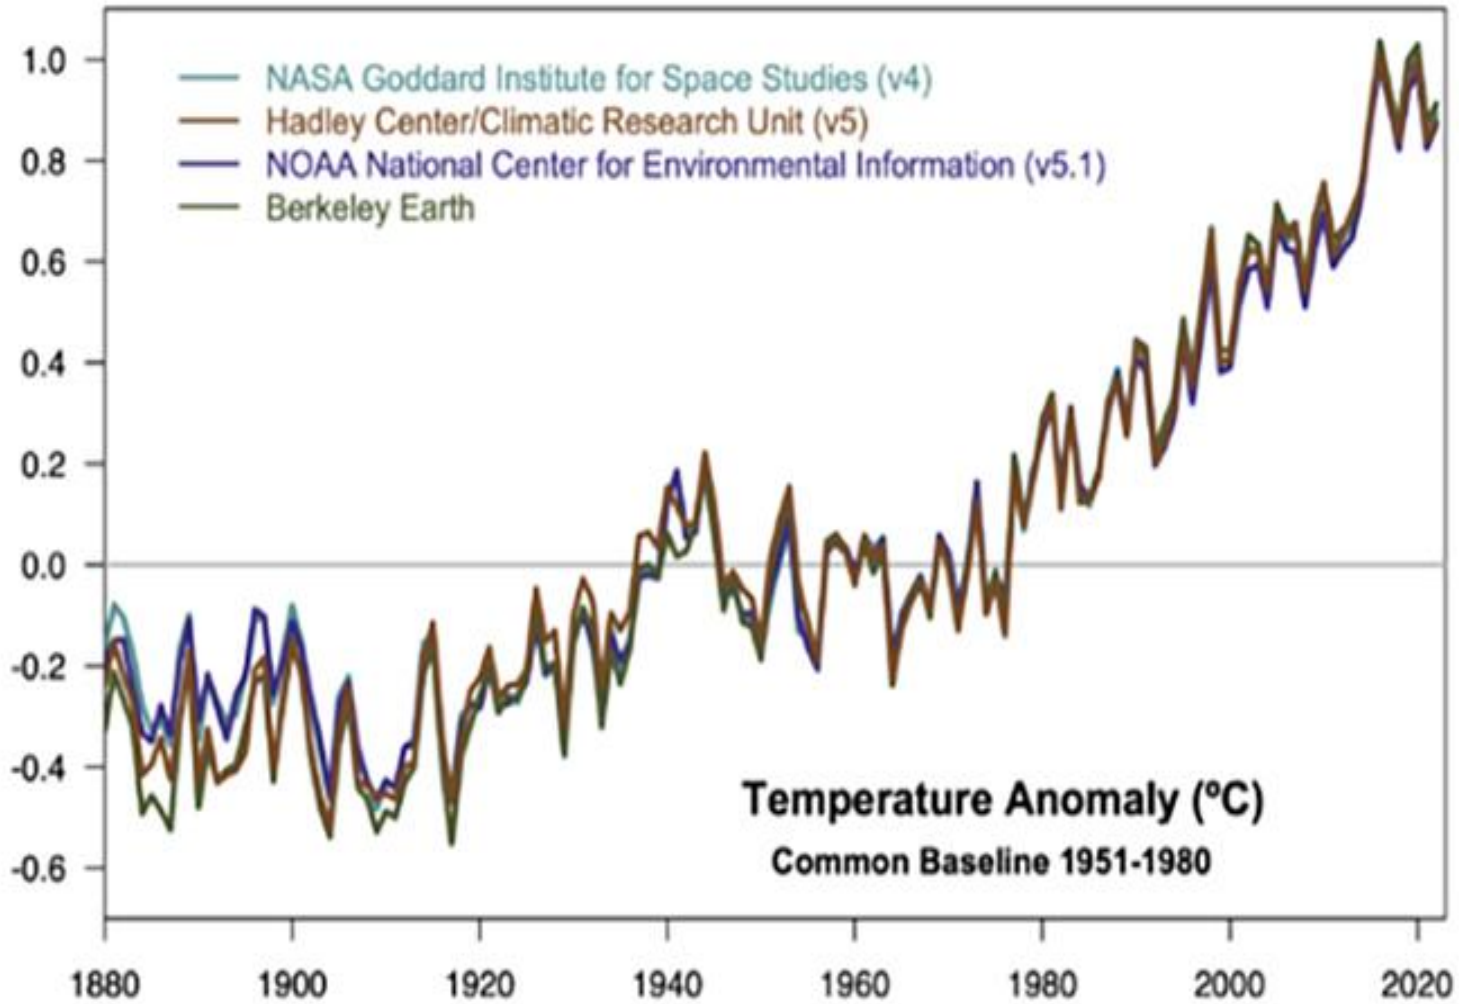 1.0
0.8
0.6
0.4
0.2
0.0
-0.2
-0.4
-0.6
NASA Goddard Institute for Space Studies (v4)
Hadley Center/Climatic Research Unit (v5)
NOAA National Center for Environmental Information (v5.1)
Berkeley Earth
Temperature Anomaly (ºC)
Common Baseline 1951-1980
1880 1900 1920 1940 1960 1980 2000 2020